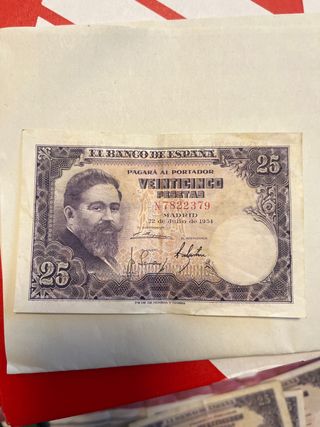 EL BANCO DE ESPAÑA
PAGARÁ AL PORTADOR
25
VEINTICINCO
PESETAS
N7822379
MADRID
22 de Julio de 1954
25